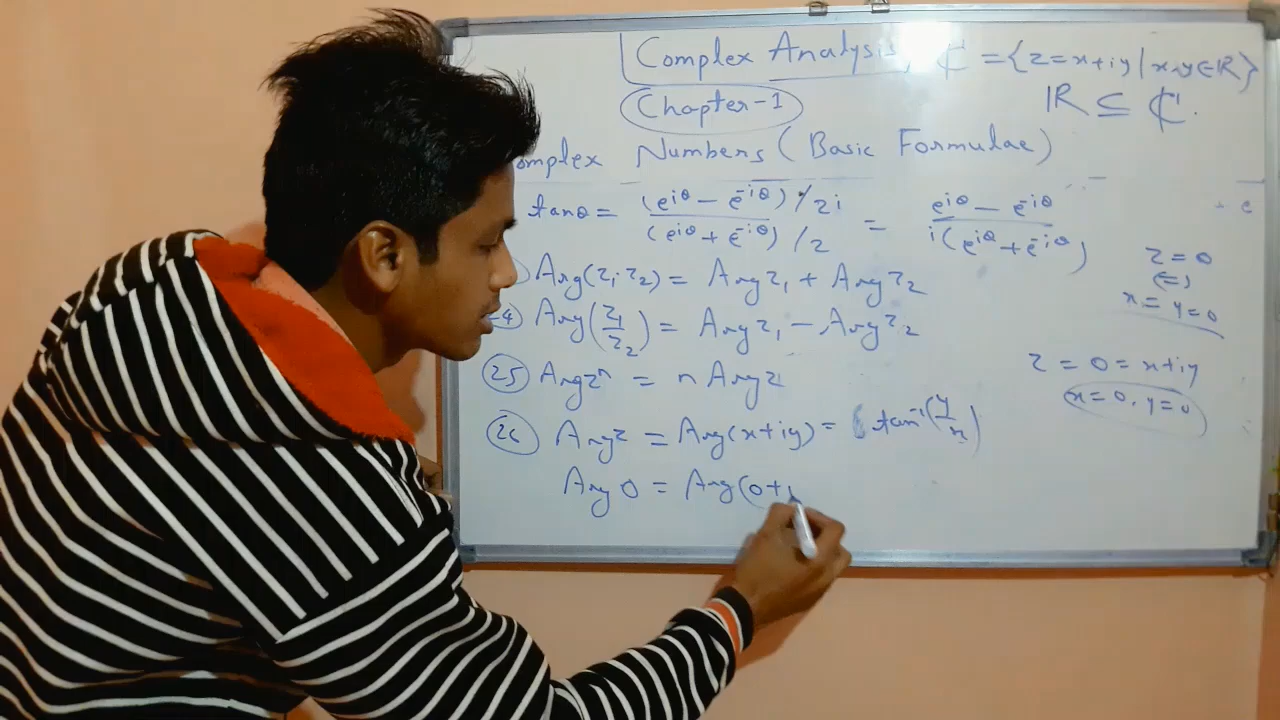 Complex Analysis, ℂ = {z = x+iy | x, y ∈ ℝ}
Chapter-1
ℝ ⊆ ℂ.
omplex Numbers (Basic Formulae)
tanθ = (e^{iθ} - e^{-iθ})/2i / (e^{iθ} + e^{-iθ})/2 = e^{iθ} - e^{-iθ} / i(e^{iθ} + e^{-iθ})
Arg(z₁ z₂) = Arg z₁ + Arg z₂
4) Arg(z₁/z₂) = Arg z₁ - Arg z₂
25 Arg zⁿ = n Arg z
26 Arg z = Arg(x+iy) = tan⁻¹(y/x)
Arg 0 = Arg(0+i
z = 0
⇔
x = y = 0
z = 0 = x+iy
x = 0, y = 0